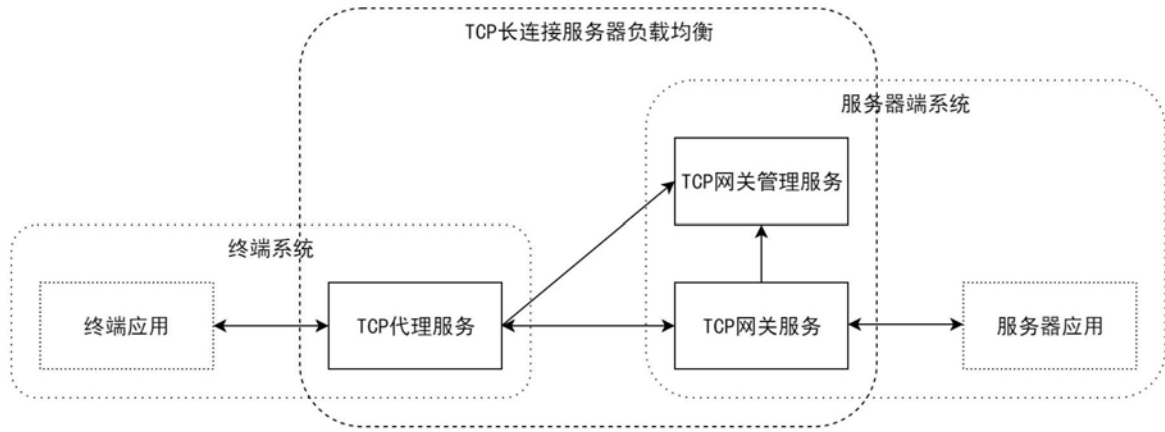 TCP长连接服务器负载均衡
服务器端系统
TCP网关管理服务
终端系统
终端应用
TCP代理服务
TCP网关服务
服务器应用